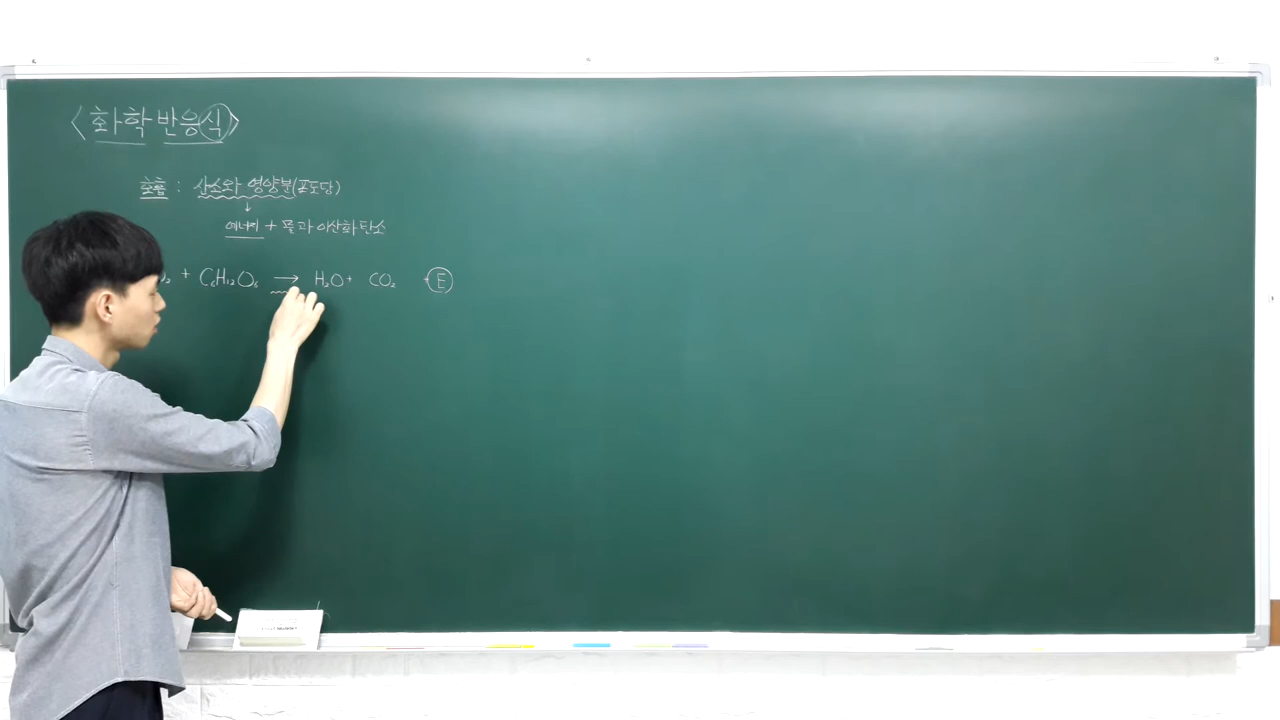 <화학 반응식>
호흡 : 산소와 영양분(포도당)
↓
에너지 + 물과 이산화탄소
₂ + C₆H₁₂O₆ → H₂O + CO₂ + E